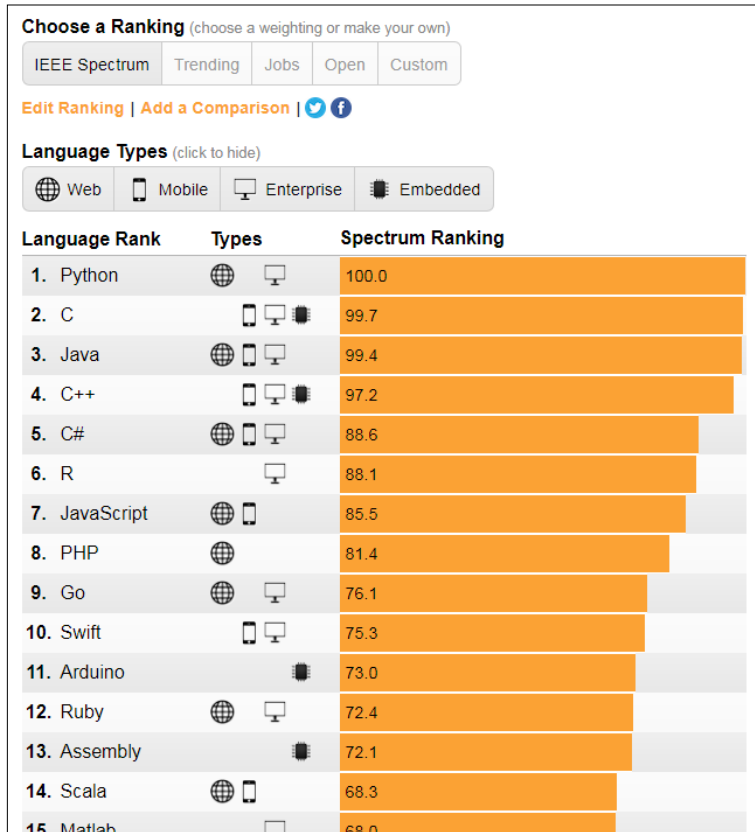 Choose a Ranking (choose a weighting or make your own)
IEEE Spectrum Trending Jobs Open Custom
Edit Ranking | Add a Comparison |
Language Types (click to hide)
Web Mobile Enterprise Embedded
Language Rank Types Spectrum Ranking
1. Python 100.0
2. C 99.7
3. Java 99.4
4. C++ 97.2
5. C# 88.6
6. R 88.1
7. JavaScript 85.5
8. PHP 81.4
9. Go 76.1
10. Swift 75.3
11. Arduino 73.0
12. Ruby 72.4
13. Assembly 72.1
14. Scala 68.3
15. Matlab 68.0